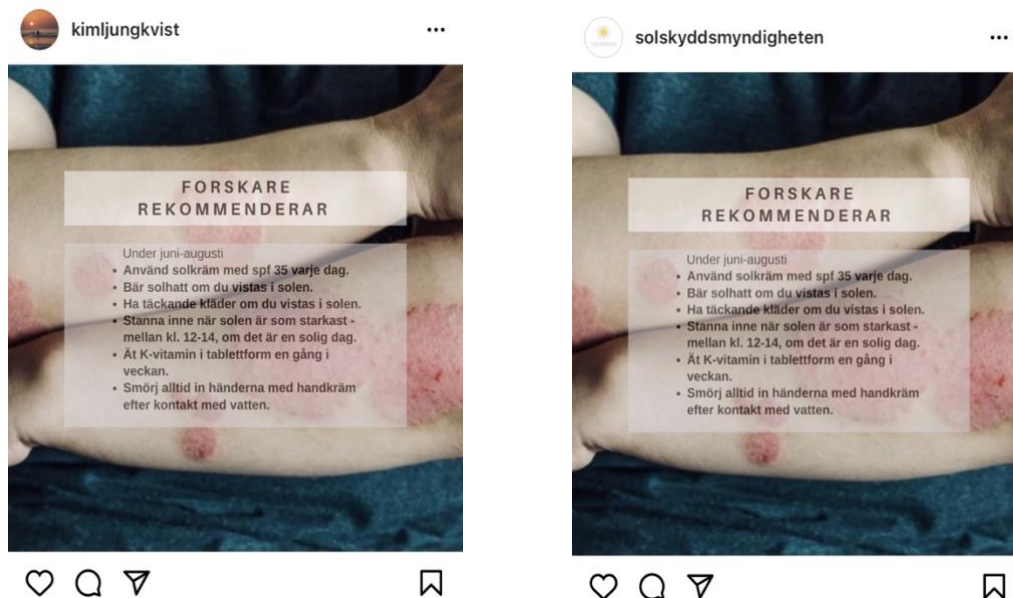 kimljungkvist
FORSKARE
REKOMMENDERAR
Under juni-augusti
• Använd solkräm med spf 35 varje dag.
• Bär solhatt om du vistas i solen.
• Ha täckande kläder om du vistas i solen.
• Stanna inne när solen är som starkast -
mellan kl. 12-14, om det är en solig dag.
• Ät K-vitamin i tablettform en gång i
veckan.
• Smörj alltid in händerna med handkräm
efter kontakt med vatten.
solskyddsmyndigheten
FORSKARE
REKOMMENDERAR
Under juni-augusti
• Använd solkräm med spf 35 varje dag.
• Bär solhatt om du vistas i solen.
• Ha täckande kläder om du vistas i solen.
• Stanna inne när solen är som starkast -
mellan kl. 12-14, om det är en solig dag.
• Ät K-vitamin i tablettform en gång i
veckan.
• Smörj alltid in händerna med handkräm
efter kontakt med vatten.